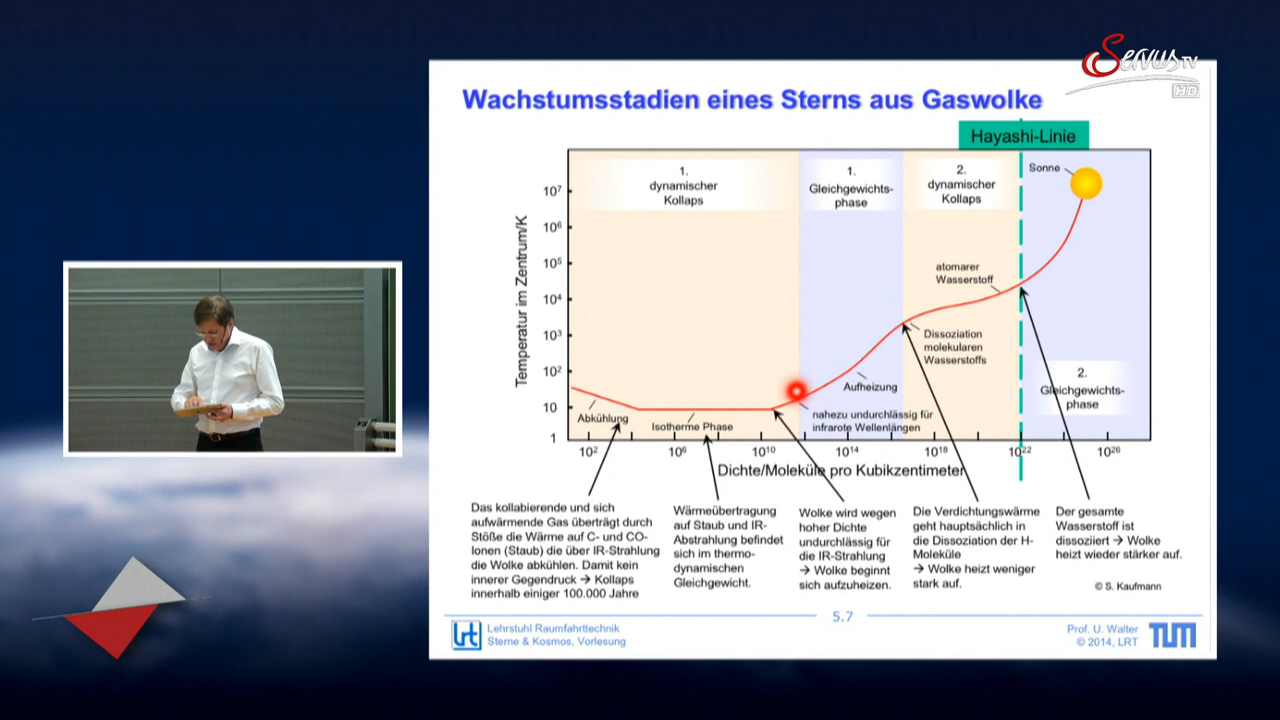 Servus TV
HD
Wachstumsstadien eines Sterns aus Gaswolke
Hayashi-Linie
1.
dynamischer
Kollaps
1.
Gleichgewichts-
phase
2.
dynamischer
Kollaps
Sonne
Temperatur im Zentrum/K
10⁷
10⁶
10⁵
10⁴
10³
10²
10
1
atomarer
Wasserstoff
Dissoziation
molekularen
Wasserstoffs
2.
Gleichgewichts-
phase
Aufheizung
nahezu undurchlässig für
infrarote Wellenlängen
Abkühlung
Isotherme Phase
10² 10⁶ 10¹⁰ 10¹⁴ 10¹⁸ 10²² 10²⁶
Dichte/Moleküle pro Kubikzentimeter
Das kollabierende und sich
aufwärmende Gas überträgt durch
Stöße die Wärme auf C- und CO-
Ionen (Staub) die über IR-Strahlung
die Wolke abkühlen. Damit kein
innerer Gegendruck → Kollaps
innerhalb einiger 100.000 Jahre
Wärmeübertragung
auf Staub und IR-
Abstrahlung befindet
sich im thermo-
dynamischen
Gleichgewicht.
Wolke wird wegen
hoher Dichte
undurchlässig für
die IR-Strahlung
→ Wolke beginnt
sich aufzuheizen.
Die Verdichtungswärme
geht hauptsächlich in
die Dissoziation der H-
Moleküle
→ Wolke heizt weniger
stark auf.
Der gesamte
Wasserstoff ist
dissoziiert → Wolke
heizt wieder stärker auf.
© S. Kaufmann
5.7
lrt
Lehrstuhl Raumfahrttechnik
Sterne & Kosmos, Vorlesung
Prof. U. Walter
© 2014, LRT
TUM